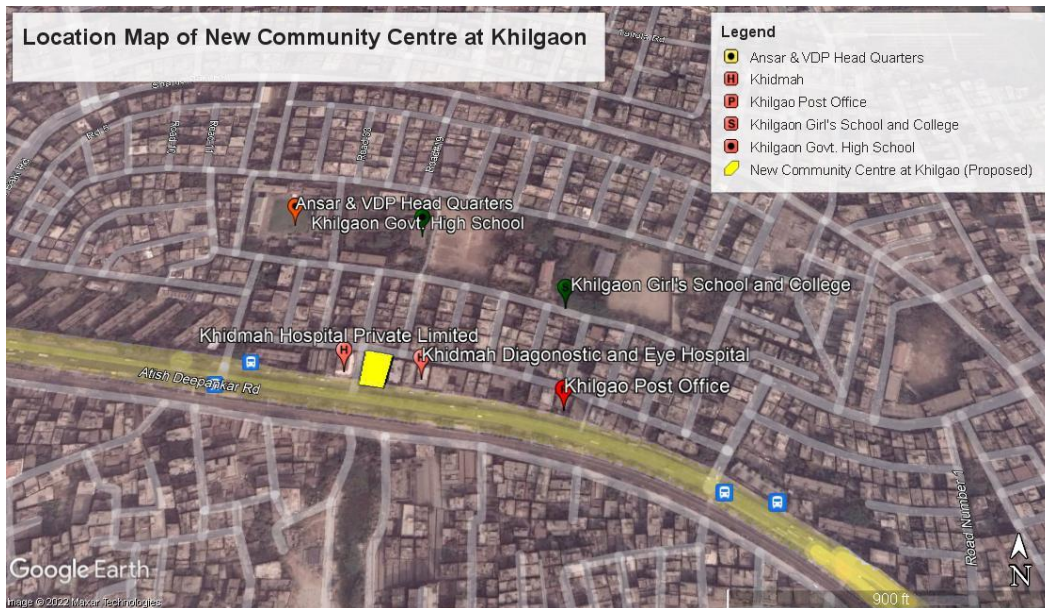 Location Map of New Community Centre at Khilgaon
Legend
Ansar & VDP Head Quarters
H Khidmah
P Khilgao Post Office
S Khilgaon Girl's School and College
Khilgaon Govt. High School
New Community Centre at Khilgao (Proposed)
Ansar & VDP Head Quarters
Khilgaon Govt. High School
S Khilgaon Girl's School and College
Khidmah Hospital Private Limited
H
Khidmah Diagonostic and Eye Hospital
Khilgao Post Office
Atish Deepankar Rd
Road Number 1
Google Earth
Image © 2022 Maxar Technologies
900 ft
N